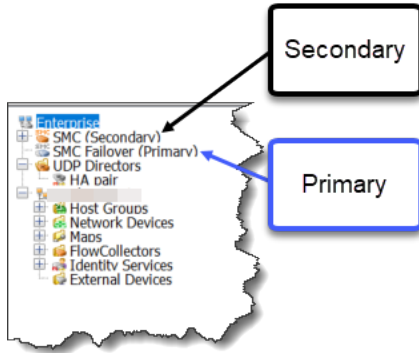 Secondary
Enterprise
SMC (Secondary)
SMC Failover (Primary)
UDP Directors
HA pair
Primary
Host Groups
Network Devices
Maps
FlowCollectors
Identity Services
External Devices